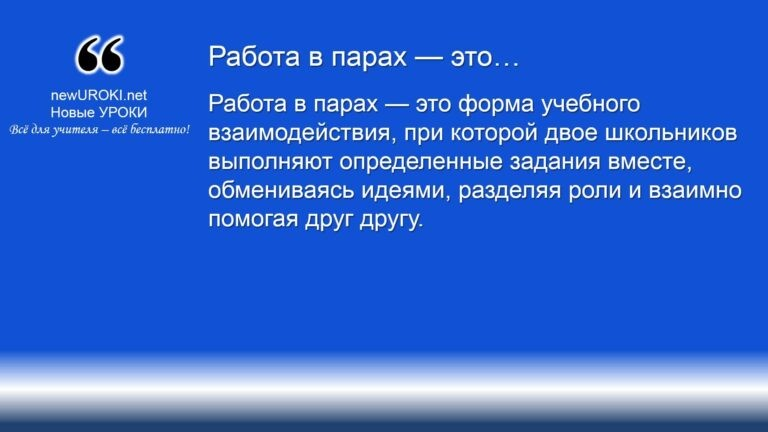 newUROKI.net
Новые УРОКИ
Всё для учителя – всё бесплатно!
Работа в парах — это…
Работа в парах — это форма учебного
взаимодействия, при которой двое школьников
выполняют определенные задания вместе,
обмениваясь идеями, разделяя роли и взаимно
помогая друг другу.